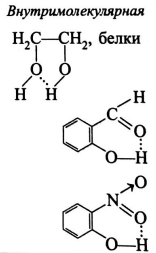 Внутримолекулярная
H₂C–CH₂, белки
O O
H H
H
C
O
O–H
O
N
O
O–H